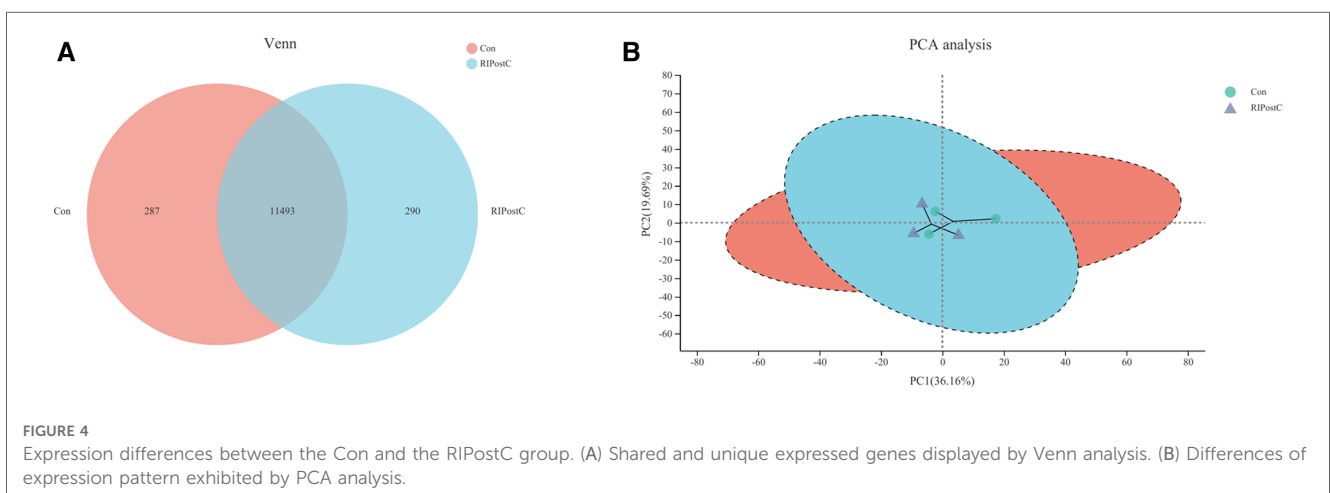 A
Venn
Con
RIPostC
Con
287
11493
290
RIPostC
B
PCA analysis
Con
RIPostC
80
70
60
50
40
30
20
10
0
-10
-20
-30
-40
-50
-60
PC2(19.69%)
-80
-60
-40
-20
0
20
40
60
80
PC1(36.16%)
FIGURE 4
Expression differences between the Con and the RIPostC group. (A) Shared and unique expressed genes displayed by Venn analysis. (B) Differences of
expression pattern exhibited by PCA analysis.